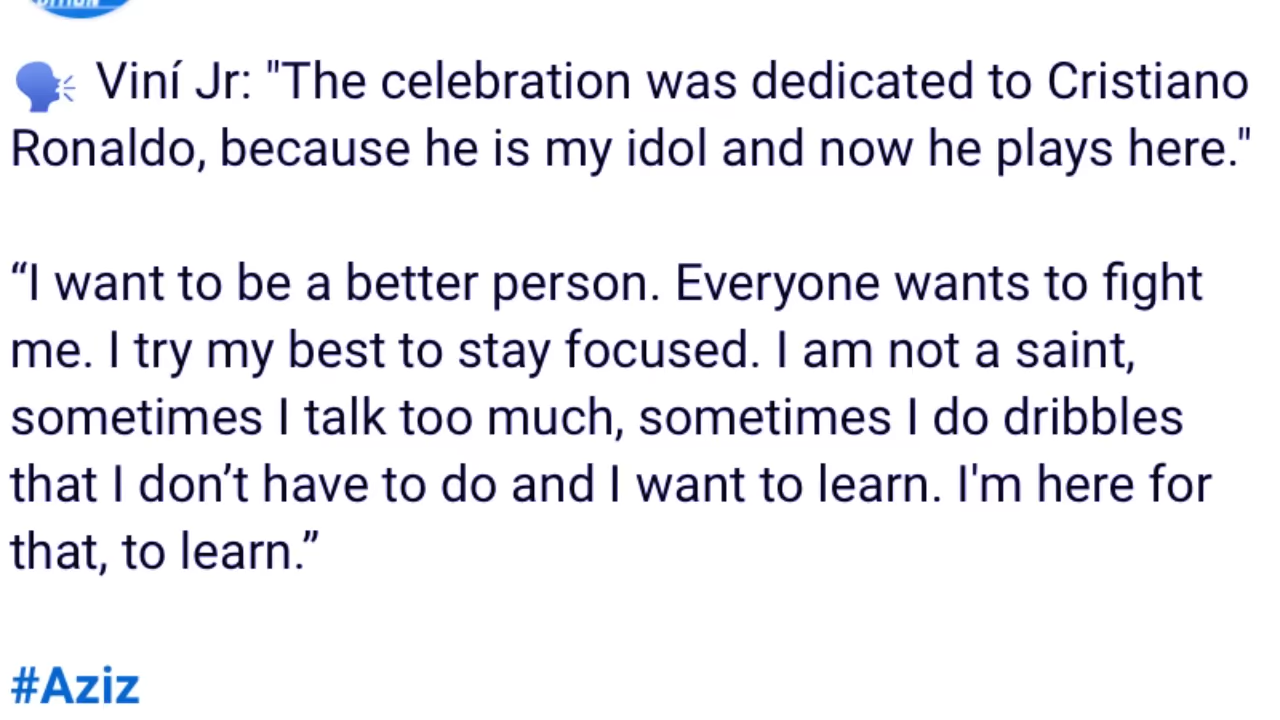 Viní Jr: "The celebration was dedicated to Cristiano
Ronaldo, because he is my idol and now he plays here."
“I want to be a better person. Everyone wants to fight
me. I try my best to stay focused. I am not a saint,
sometimes I talk too much, sometimes I do dribbles
that I don’t have to do and I want to learn. I'm here for
that, to learn.”
#Aziz